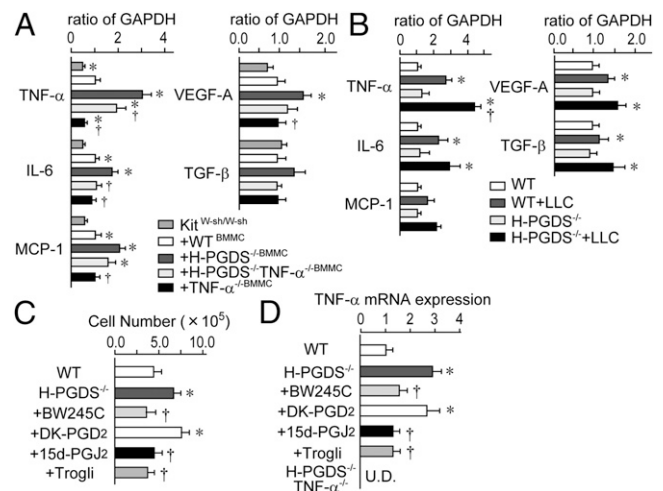 A
ratio of GAPDH
0 2 4
TNF-α
*
*
*
†
*
†
IL-6
*
*
†
†
MCP-1
*
*
*
†
ratio of GAPDH
0.0 1.0 2.0
VEGF-A
*
†
TGF-β
Kit W-sh/W-sh
+WT BMMC
+H-PGDS -/-BMMC
+H-PGDS -/- TNF-α -/-BMMC
+TNF-α -/-BMMC
B
ratio of GAPDH
0 2 4
TNF-α
*
*
†
IL-6
*
*
MCP-1
ratio of GAPDH
0.0 1.0 2.0
VEGF-A
*
*
TGF-β
*
*
WT
WT+LLC
H-PGDS -/-
H-PGDS -/- +LLC
C
Cell Number (×10⁵)
0.0 5.0 10.0
WT
H-PGDS -/- *
+BW245C †
+DK-PGD2 *
+15d-PGJ2 †
+Trogli †
D
TNF-α mRNA expression
0 1 2 3 4
WT
H-PGDS -/- *
+BW245C †
+DK-PGD2 *
+15d-PGJ2 †
+Trogli †
H-PGDS -/-
TNF-α -/- U.D.